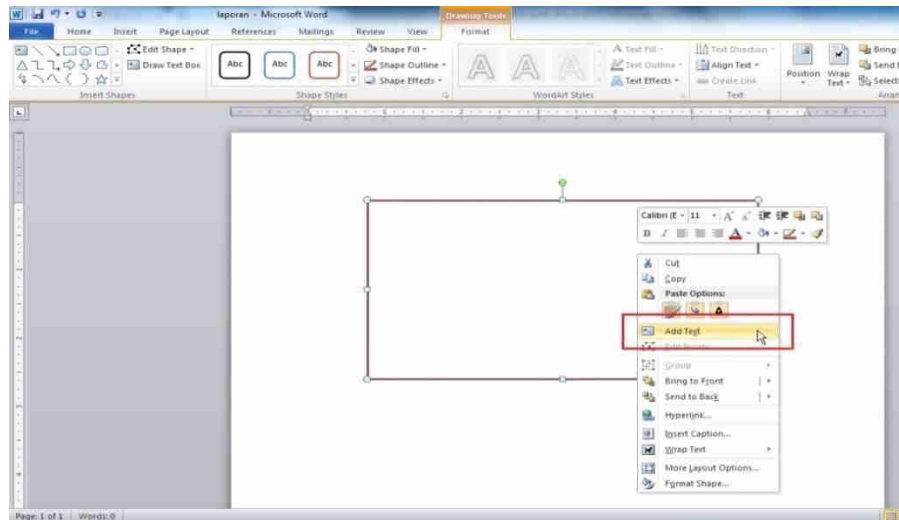 W
laporan - Microsoft Word
Drawing Tools
File Home Insert Page Layout References Mailings Review View Format
Edit Shape
Draw Text Box
Insert Shapes
Abc Abc Abc
Shape Fill
Shape Outline
Shape Effects
Shape Styles
A A A
Text Fill
Text Outline
Text Effects
WordArt Styles
Text Direction
Align Text
Create Link
Text
Position
Wrap
Text
Bring
Send
Calibri (E 11 A A
B I A
Cut
Copy
Paste Options:
A
Add Text
Edit Points
Group
Bring to Front
Send to Back
Hyperlink...
Insert Caption...
Wrap Text
More Layout Options...
Format Shape...
Page: 1 of 1 Words: 0